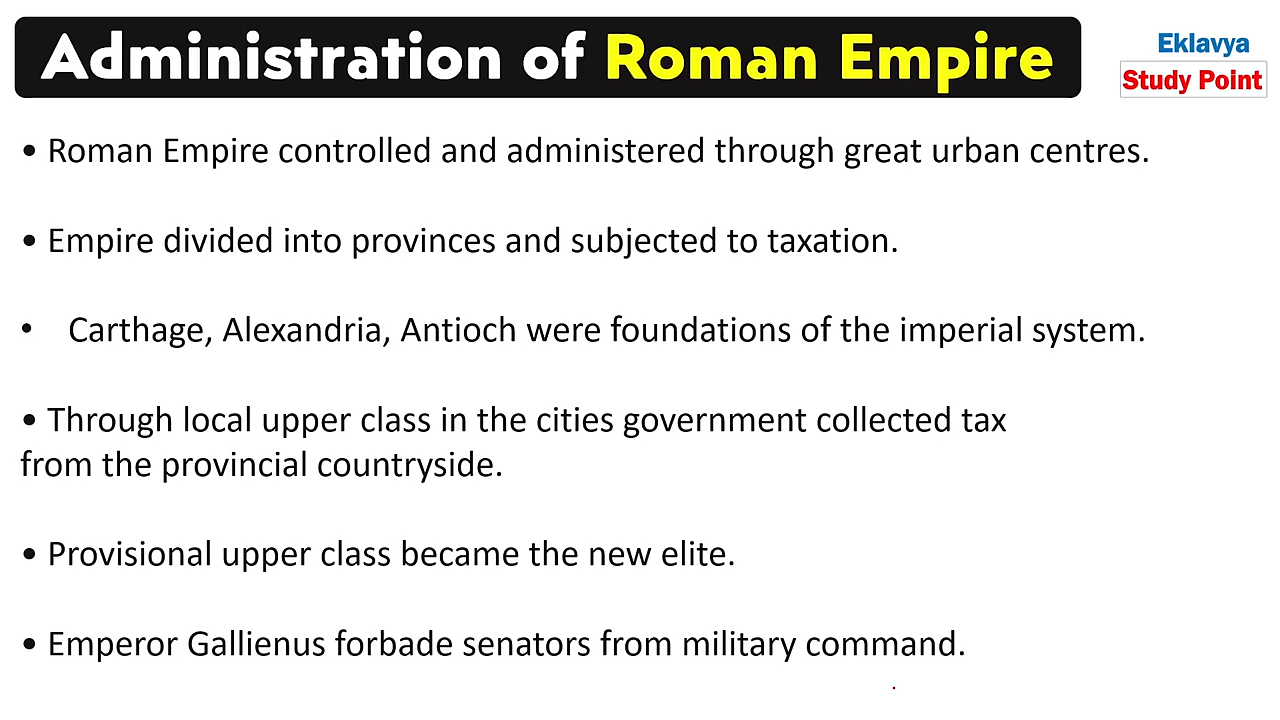 Administration of Roman Empire
Eklavya
Study Point
• Roman Empire controlled and administered through great urban centres.
• Empire divided into provinces and subjected to taxation.
• Carthage, Alexandria, Antioch were foundations of the imperial system.
• Through local upper class in the cities government collected tax
from the provincial countryside.
• Provisional upper class became the new elite.
• Emperor Gallienus forbade senators from military command.